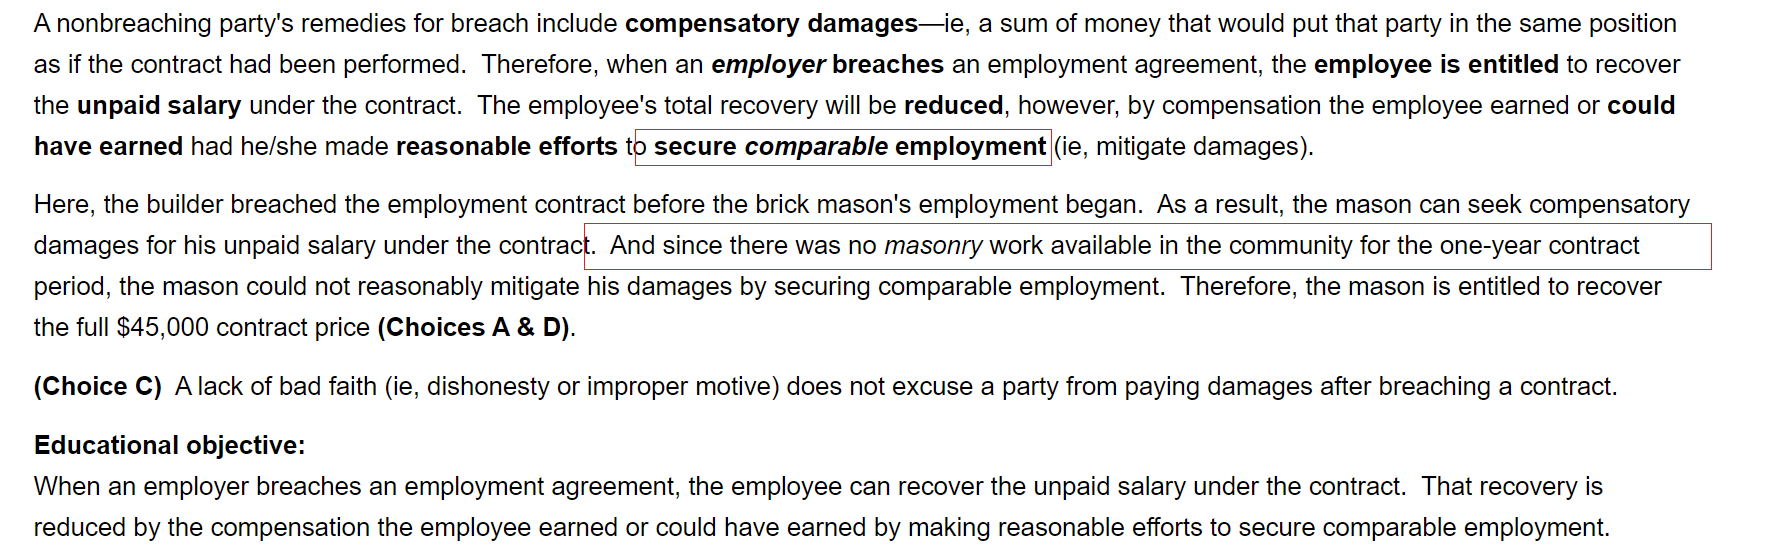 A nonbreaching party's remedies for breach include compensatory damages—ie, a sum of money that would put that party in the same position
as if the contract had been performed.  Therefore, when an employer breaches an employment agreement, the employee is entitled to recover
the unpaid salary under the contract.  The employee's total recovery will be reduced, however, by compensation the employee earned or could
have earned had he/she made reasonable efforts to secure comparable employment (ie, mitigate damages).
Here, the builder breached the employment contract before the brick mason's employment began.  As a result, the mason can seek compensatory
damages for his unpaid salary under the contract.  And since there was no masonry work available in the community for the one-year contract
period, the mason could not reasonably mitigate his damages by securing comparable employment.  Therefore, the mason is entitled to recover
the full $45,000 contract price (Choices A & D).
(Choice C)  A lack of bad faith (ie, dishonesty or improper motive) does not excuse a party from paying damages after breaching a contract.
Educational objective:
When an employer breaches an employment agreement, the employee can recover the unpaid salary under the contract.  That recovery is
reduced by the compensation the employee earned or could have earned by making reasonable efforts to secure comparable employment.